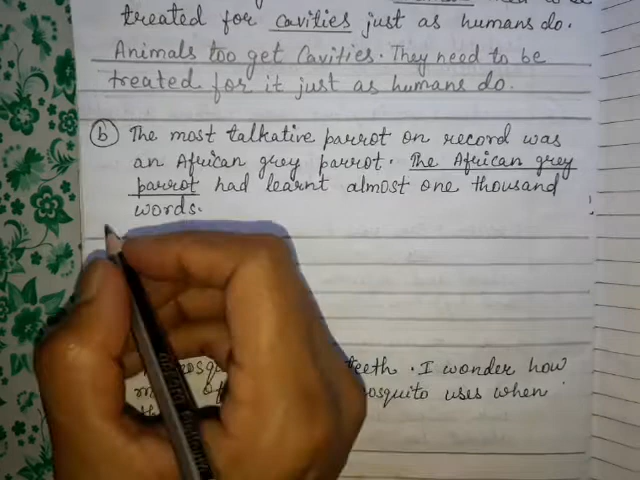 treated for cavities just as humans do.
Animals too get Cavities. They need to be
treated for it just as humans do.
(b) The most talkative parrot on record was
an African grey parrot. The African grey
parrot had learnt almost one thousand
words.
teeth. I wonder how
of mosquito uses when